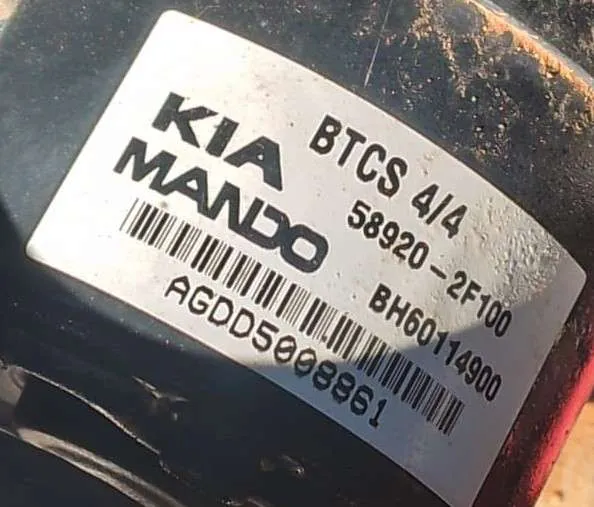 KIA
MANDO
BTCS 4/4
58920-2F100
BH60114900
AGDD5008861